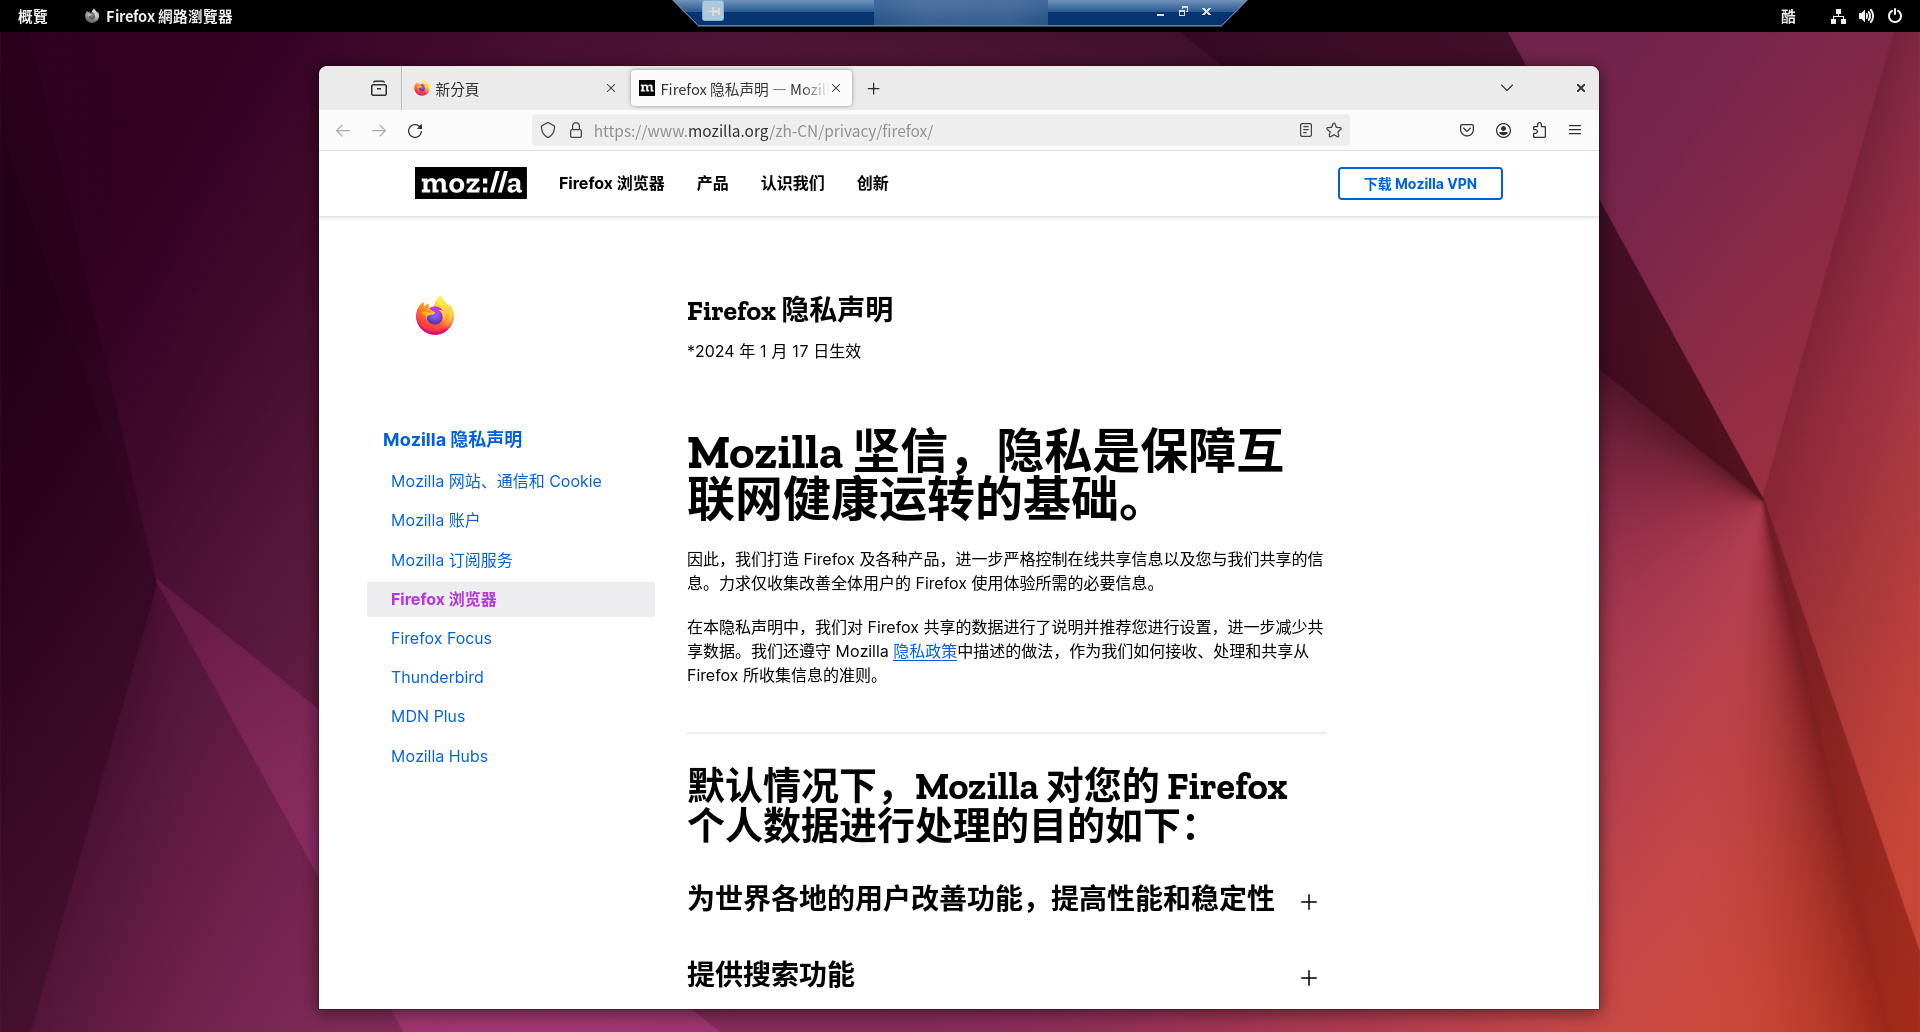 概覽
Firefox 網路瀏覽器
酷
新分頁
Firefox 隐私声明 — Mozil
https://www.mozilla.org/zh-CN/privacy/firefox/
moz://a
Firefox 浏览器
产品
认识我们
创新
下载 Mozilla VPN
Firefox 隐私声明
*2024 年 1 月 17 日生效
Mozilla 隐私声明
Mozilla 网站、通信和 Cookie
Mozilla 账户
Mozilla 订阅服务
Firefox 浏览器
Firefox Focus
Thunderbird
MDN Plus
Mozilla Hubs
Mozilla 坚信，隐私是保障互
联网健康运转的基础。
因此，我们打造 Firefox 及各种产品，进一步严格控制在线共享信息以及您与我们共享的信
息。力求仅收集改善全体用户的 Firefox 使用体验所需的必要信息。
在本隐私声明中，我们对 Firefox 共享的数据进行了说明并推荐您进行设置，进一步减少共
享数据。我们还遵守 Mozilla 隐私政策中描述的做法，作为我们如何接收、处理和共享从
Firefox 所收集信息的准则。
默认情况下，Mozilla 对您的 Firefox
个人数据进行处理的目的如下：
为世界各地的用户改善功能，提高性能和稳定性
提供搜索功能